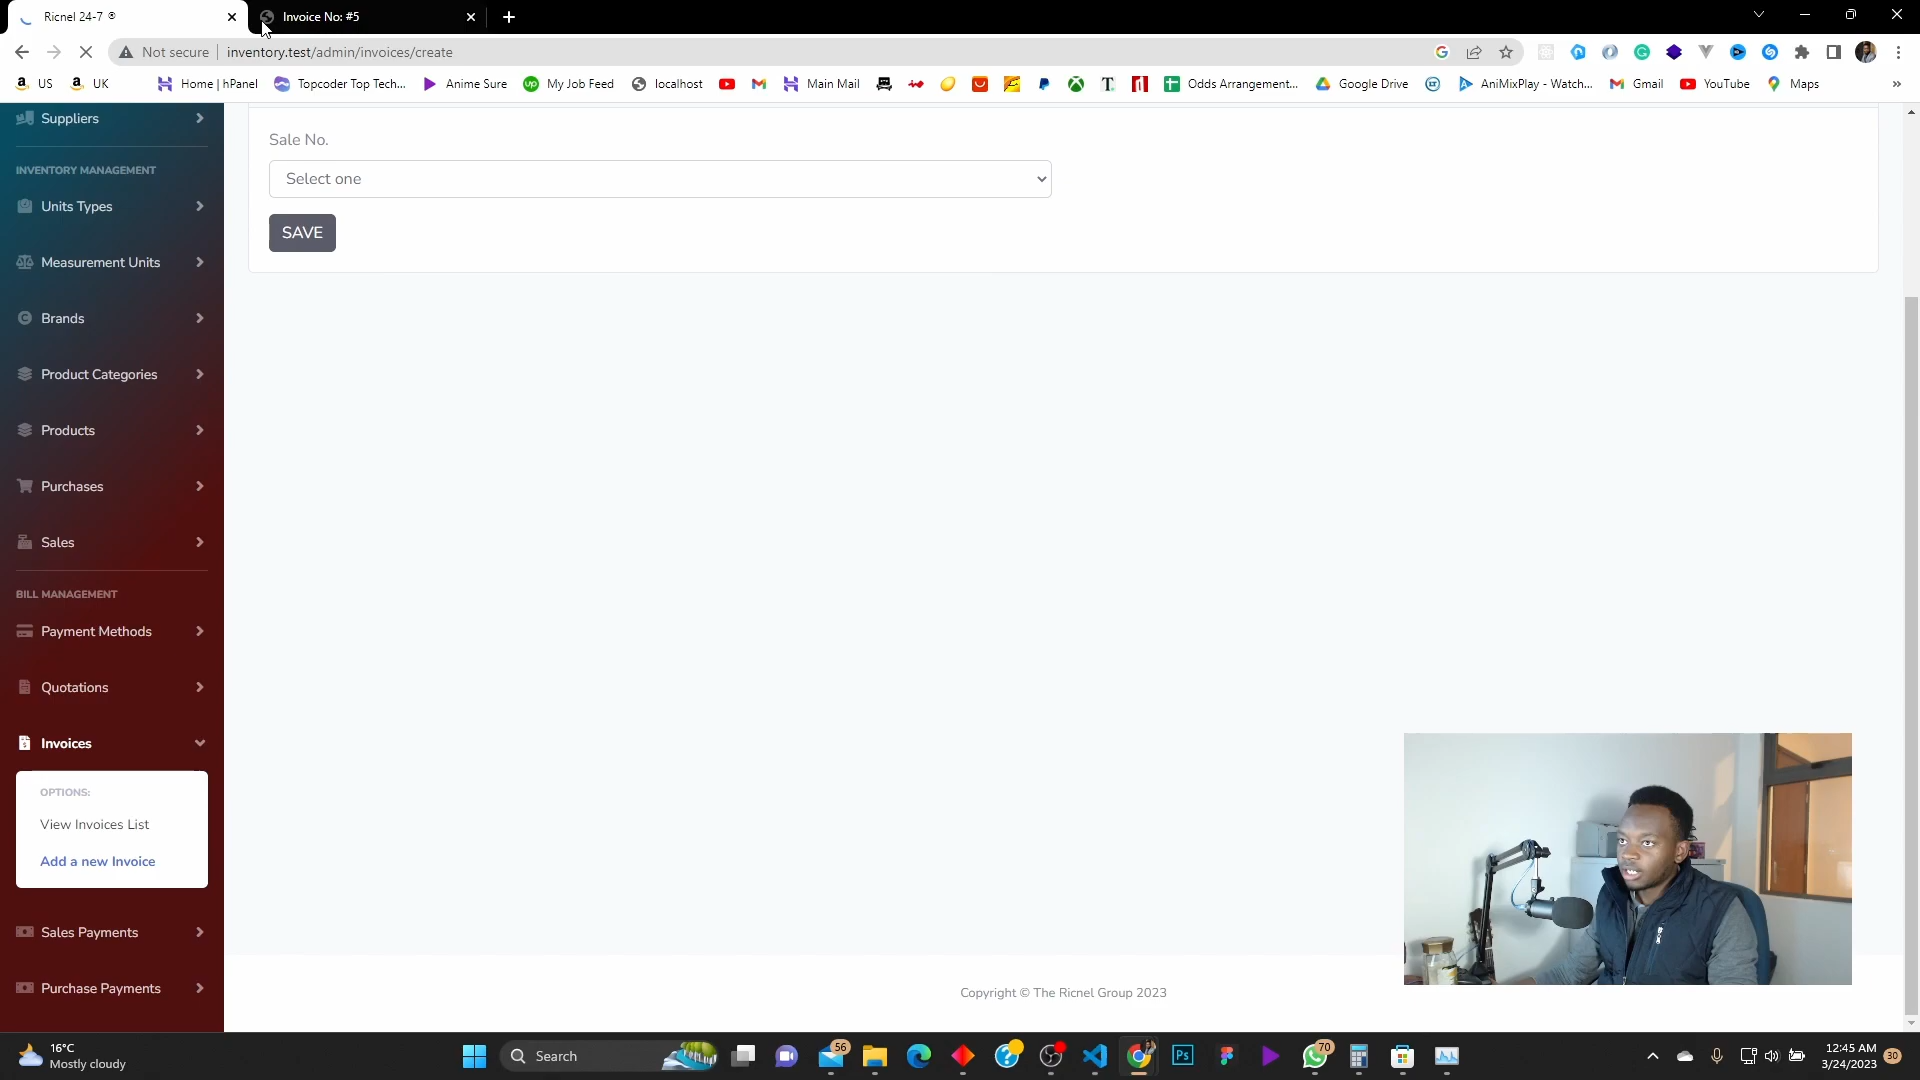 Ricnel 24-7 ®
Invoice No: #5
Not secure
inventory.test/admin/invoices/create
US
UK
Home | hPanel
Topcoder Top Tech...
Anime Sure
My Job Feed
localhost
Main Mail
Odds Arrangement...
Google Drive
AniMixPlay - Watch...
Gmail
YouTube
Maps
»
Suppliers
INVENTORY MANAGEMENT
Units Types
Measurement Units
Brands
Product Categories
Products
Purchases
Sales
BILL MANAGEMENT
Payment Methods
Quotations
Invoices
OPTIONS:
View Invoices List
Add a new Invoice
Sales Payments
Purchase Payments
Sale No.
Select one
SAVE
Copyright © The Ricnel Group 2023
16°C
Mostly cloudy
Search
56
Ps
70
12:45 AM
3/24/2023
30